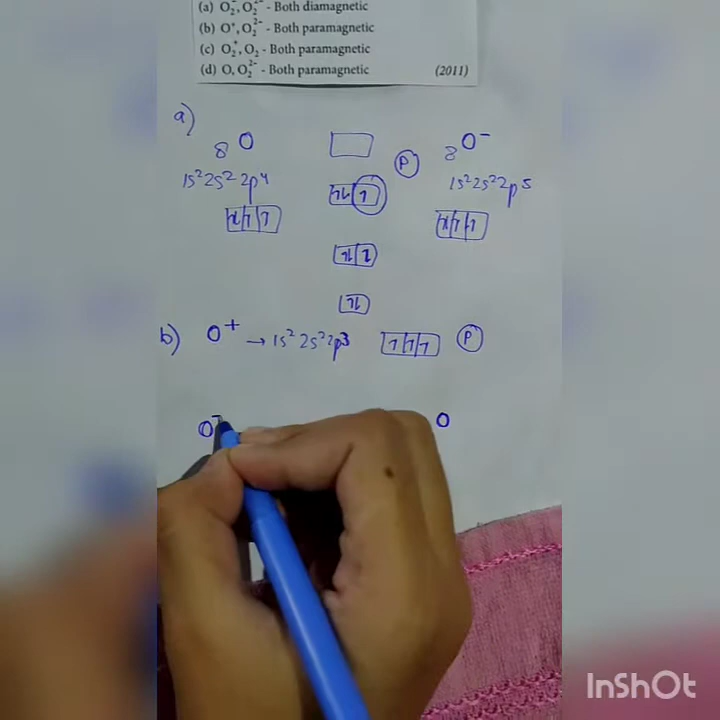 (a) O₂⁻, O₂²⁻ - Both diamagnetic
(b) O⁺, O₂²⁻ - Both paramagnetic
(c) O₂⁺, O₂ - Both paramagnetic
(d) O, O₂²⁻ - Both paramagnetic (2011)
a)
8 O P 8 O⁻
1s² 2s² 2p⁴ 1s² 2s² 2p⁵
b) O⁺ → 1s² 2s² 2p³ P
O⁻ O
InShOt